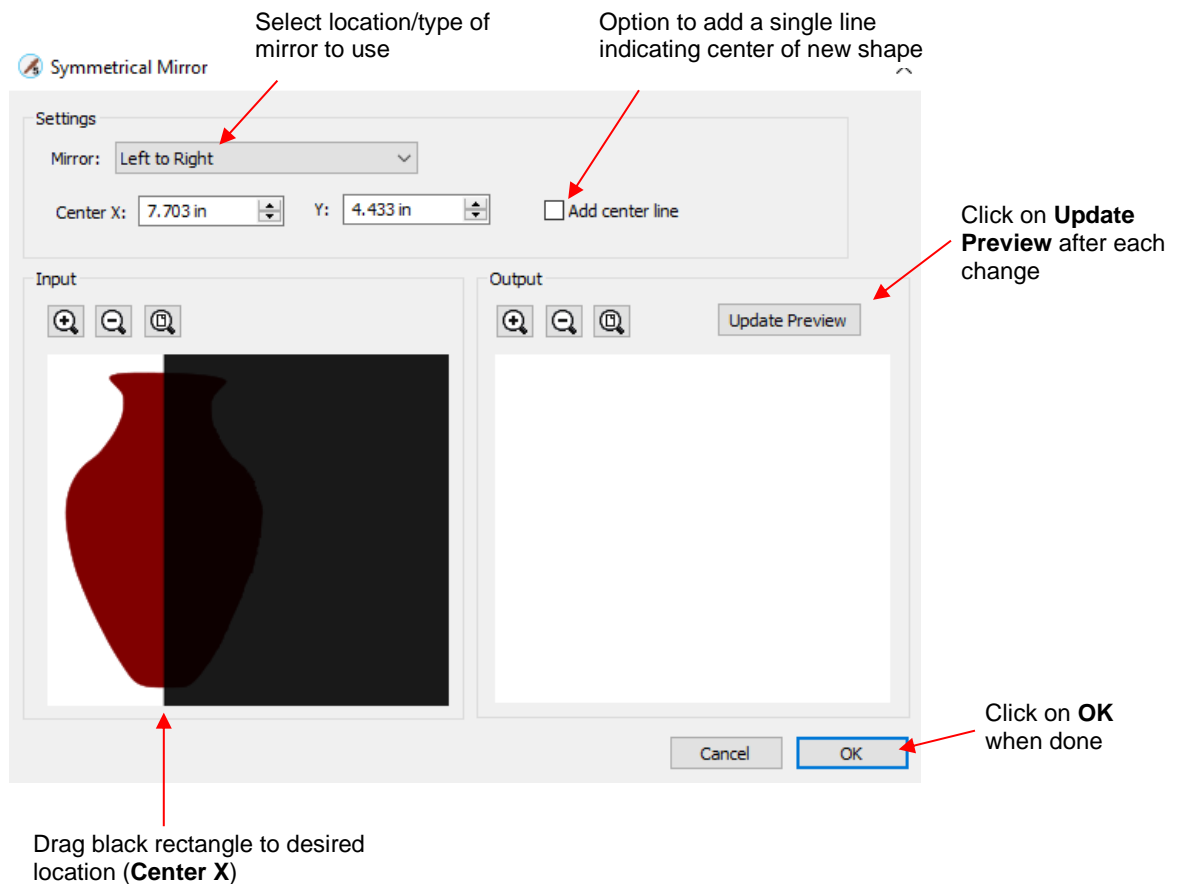 Select location/type of
mirror to use
Option to add a single line
indicating center of new shape
Symmetrical Mirror
Settings
Mirror: Left to Right
Center X: 7.703 in Y: 4.433 in Add center line
Click on Update
Preview after each
change
Input
Output
Update Preview
Click on OK
when done
Cancel OK
Drag black rectangle to desired
location (Center X)